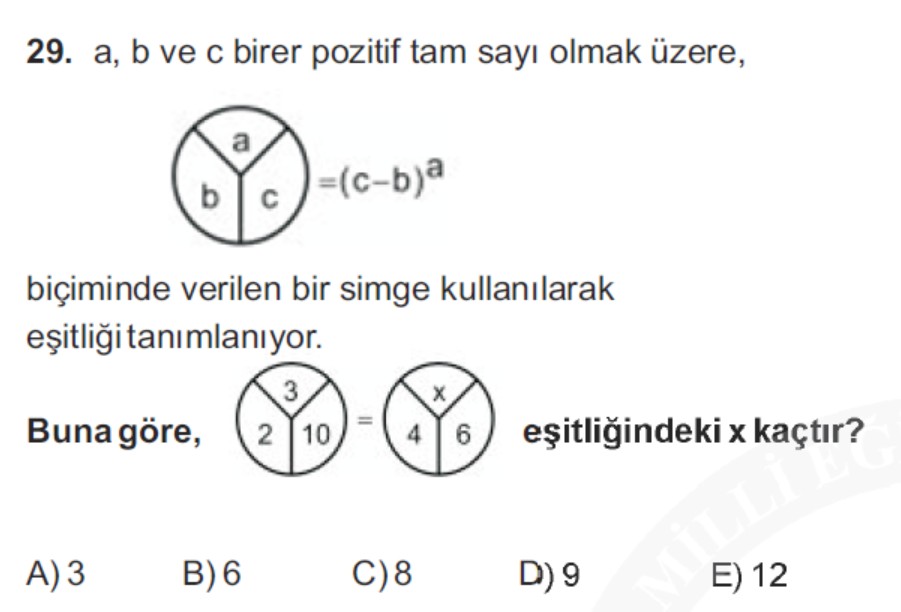 29. a, b ve c birer pozitif tam sayı olmak üzere,
a
b c =(c-b)ᵃ
biçiminde verilen bir simge kullanılarak
eşitliği tanımlanıyor.
Buna göre, 3 2 10 = x 4 6 eşitliğindeki x kaçtır?
A) 3 B) 6 C) 8 D) 9 E) 12
MİLLİ EĞ